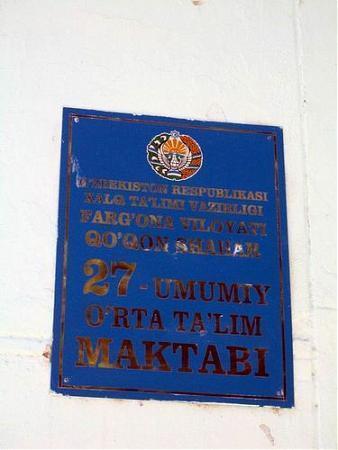 O'ZBEKISTON RESPUBLIKASI
XALQ TA'LIMI VAZIRLIGI
FARG'ONA VILOYATI
QO'QON SHAHAR
27-UMUMIY
O'RTA TA'LIM
MAKTABI